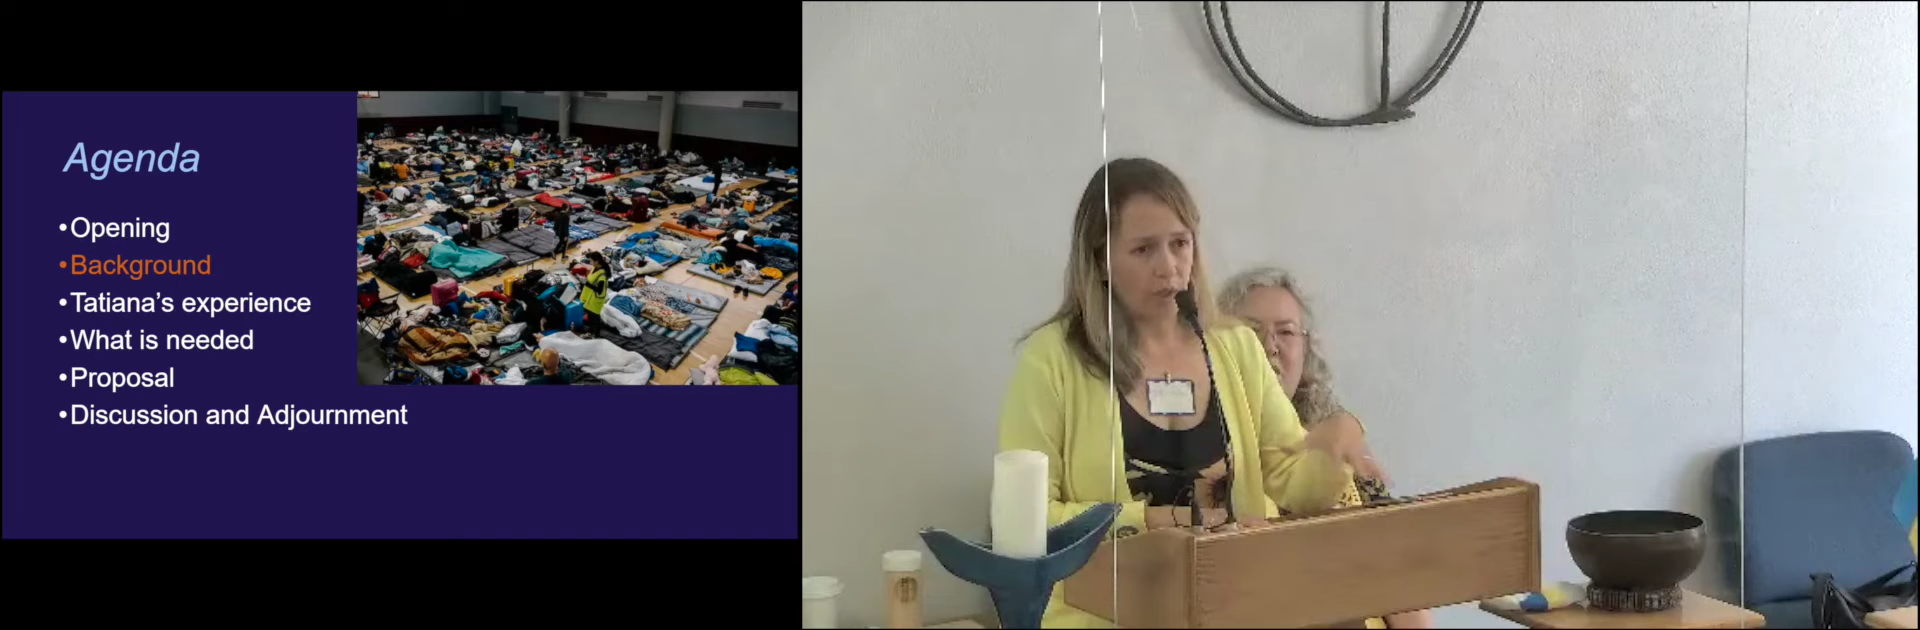 Agenda
•Opening
•Background
•Tatiana’s experience
•What is needed
•Proposal
•Discussion and Adjournment